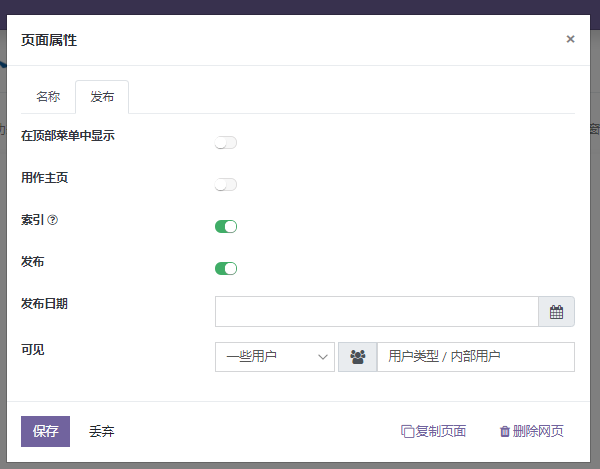 页面属性
×
名称 发布
在顶部菜单中显示
用作主页
索引
发布
发布日期
可见 一些用户 用户类型 / 内部用户
保存 丢弃 复制页面 删除网页
窗